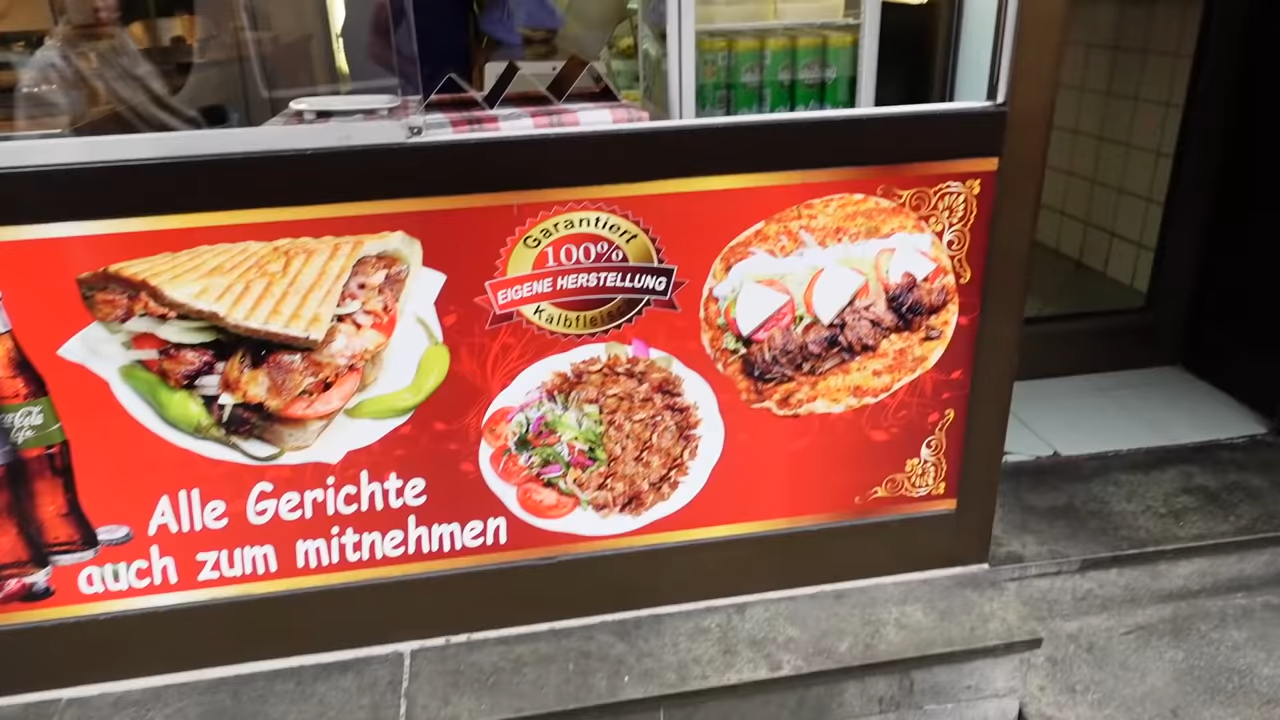 Garantiert
100%
EIGENE HERSTELLUNG
Alle Gerichte
auch zum mitnehmen